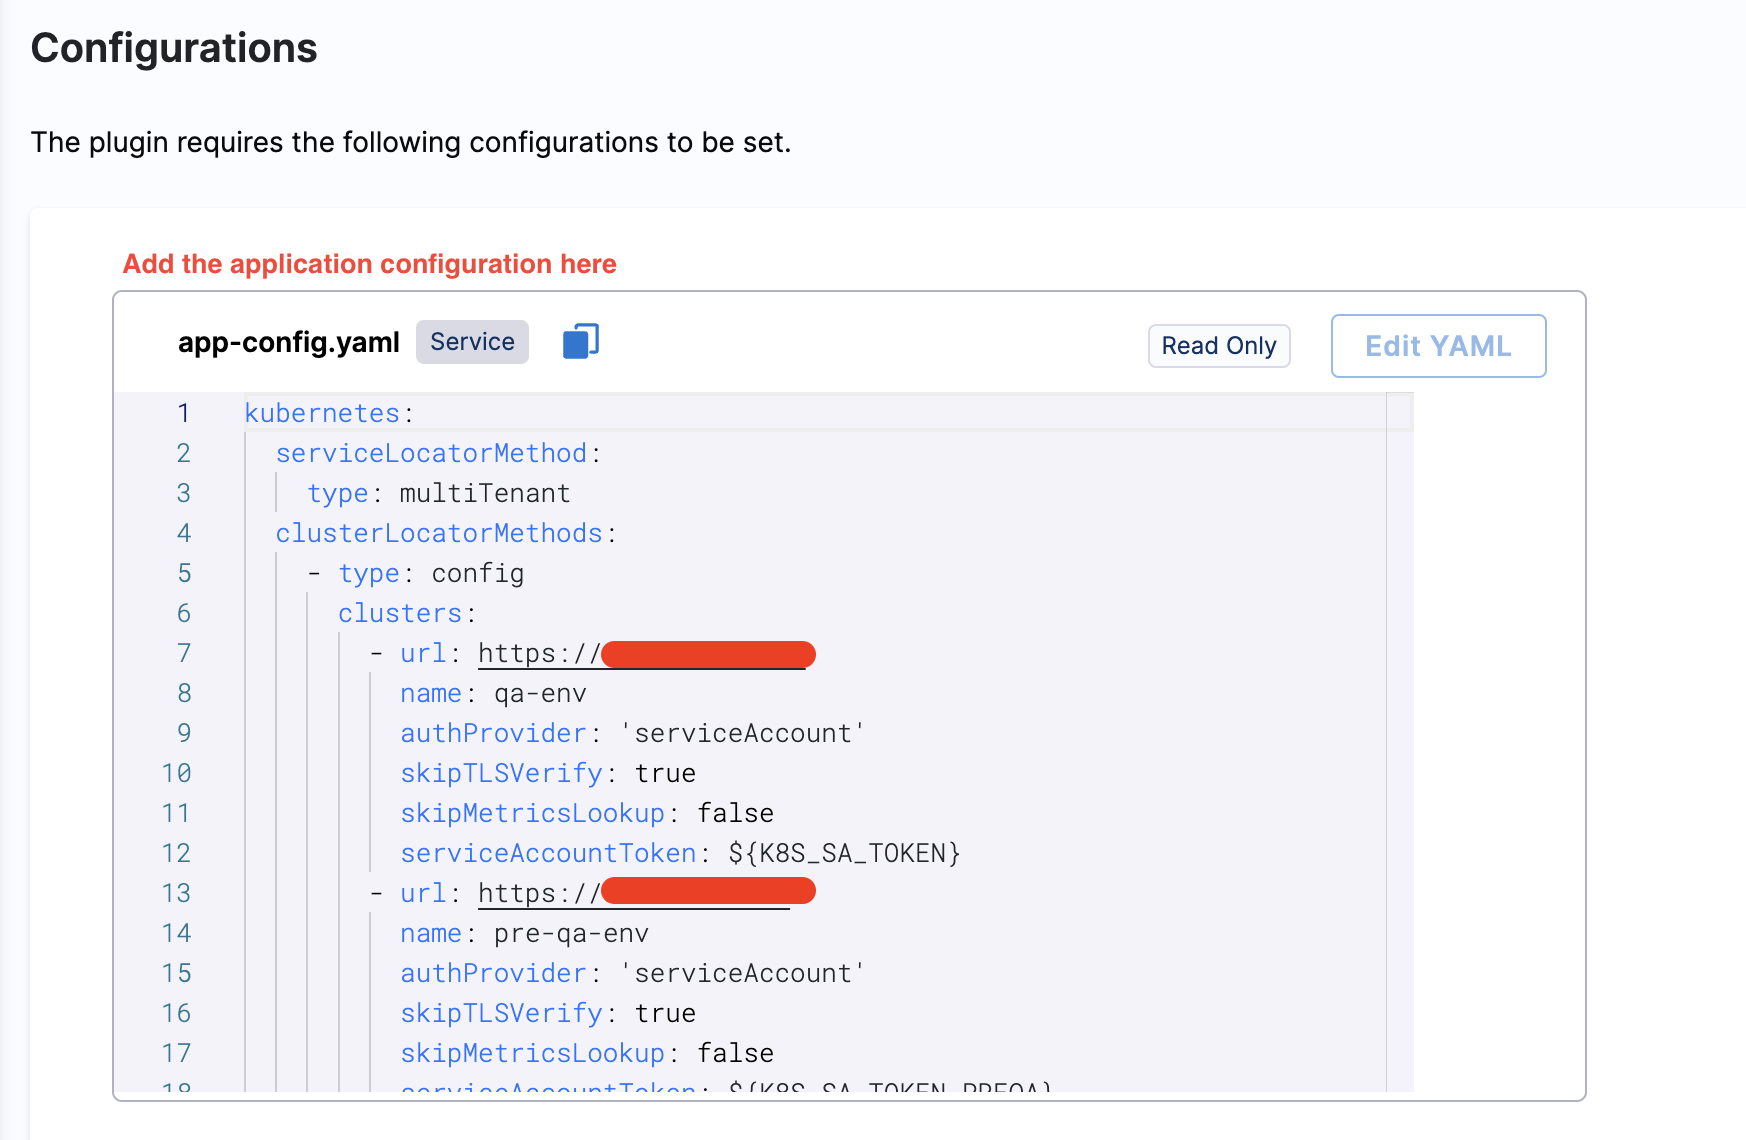 Configurations
The plugin requires the following configurations to be set.
Add the application configuration here
app-config.yaml Service Read Only Edit YAML
1 kubernetes:
2   serviceLocatorMethod:
3     type: multiTenant
4   clusterLocatorMethods:
5     - type: config
6       clusters:
7         - url: https://
8           name: qa-env
9           authProvider: 'serviceAccount'
10           skipTLSVerify: true
11           skipMetricsLookup: false
12           serviceAccountToken: ${K8S_SA_TOKEN}
13         - url: https://
14           name: pre-qa-env
15           authProvider: 'serviceAccount'
16           skipTLSVerify: true
17           skipMetricsLookup: false
18           serviceAccountToken: ${K8S_SA_TOKEN_PREQA}